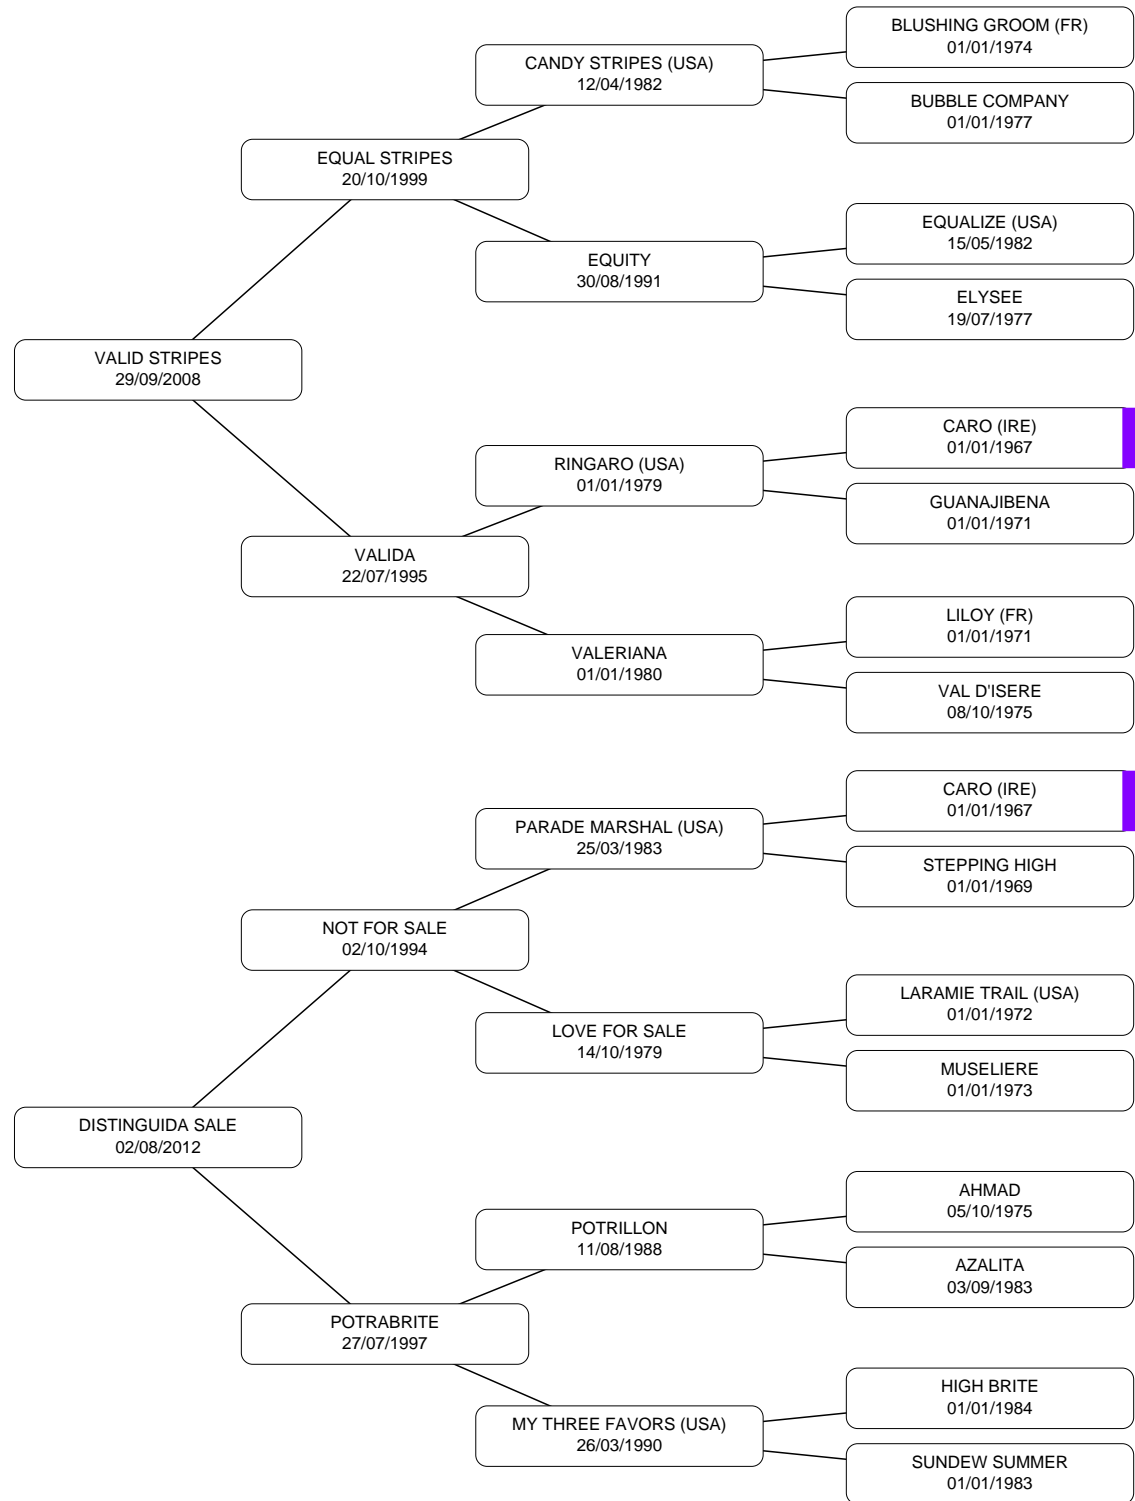 BLUSHING GROOM (FR)
01/01/1974
CANDY STRIPES (USA)
12/04/1982
BUBBLE COMPANY
01/01/1977
EQUAL STRIPES
20/10/1999
EQUALIZE (USA)
15/05/1982
EQUITY
30/08/1991
ELYSEE
19/07/1977
VALID STRIPES
29/09/2008
CARO (IRE)
01/01/1967
RINGARO (USA)
01/01/1979
GUANAJIBENA
01/01/1971
VALIDA
22/07/1995
LILOY (FR)
01/01/1971
VALERIANA
01/01/1980
VAL D'ISERE
08/10/1975
CARO (IRE)
01/01/1967
PARADE MARSHAL (USA)
25/03/1983
STEPPING HIGH
01/01/1969
NOT FOR SALE
02/10/1994
LARAMIE TRAIL (USA)
01/01/1972
LOVE FOR SALE
14/10/1979
MUSELIERE
01/01/1973
DISTINGUIDA SALE
02/08/2012
AHMAD
05/10/1975
POTRILLON
11/08/1988
AZALITA
03/09/1983
POTRABRITE
27/07/1997
HIGH BRITE
01/01/1984
MY THREE FAVORS (USA)
26/03/1990
SUNDEW SUMMER
01/01/1983